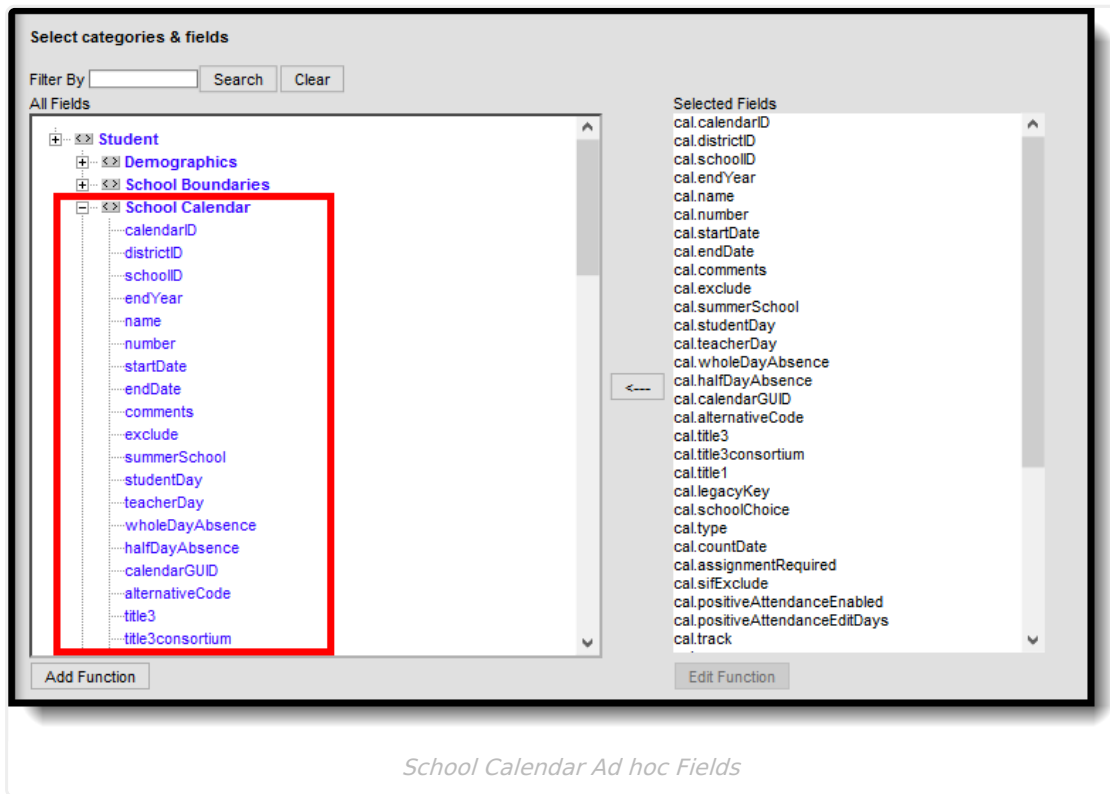 Select categories & fields
Filter By Search Clear
All Fields
Student
Demographics
School Boundaries
School Calendar
calendarID
districtID
schoolID
endYear
name
number
startDate
endDate
comments
exclude
summerSchool
studentDay
teacherDay
wholeDayAbsence
halfDayAbsence
calendarGUID
alternativeCode
title3
title3consortium
Add Function
<---
Selected Fields
cal.calendarID
cal.districtID
cal.schoolID
cal.endYear
cal.name
cal.number
cal.startDate
cal.endDate
cal.comments
cal.exclude
cal.summerSchool
cal.studentDay
cal.teacherDay
cal.wholeDayAbsence
cal.halfDayAbsence
cal.calendarGUID
cal.alternativeCode
cal.title3
cal.title3consortium
cal.title1
cal.legacyKey
cal.schoolChoice
cal.type
cal.countDate
cal.assignmentRequired
cal.sifExclude
cal.positiveAttendanceEnabled
cal.positiveAttendanceEditDays
cal.track
Edit Function
School Calendar Ad hoc Fields